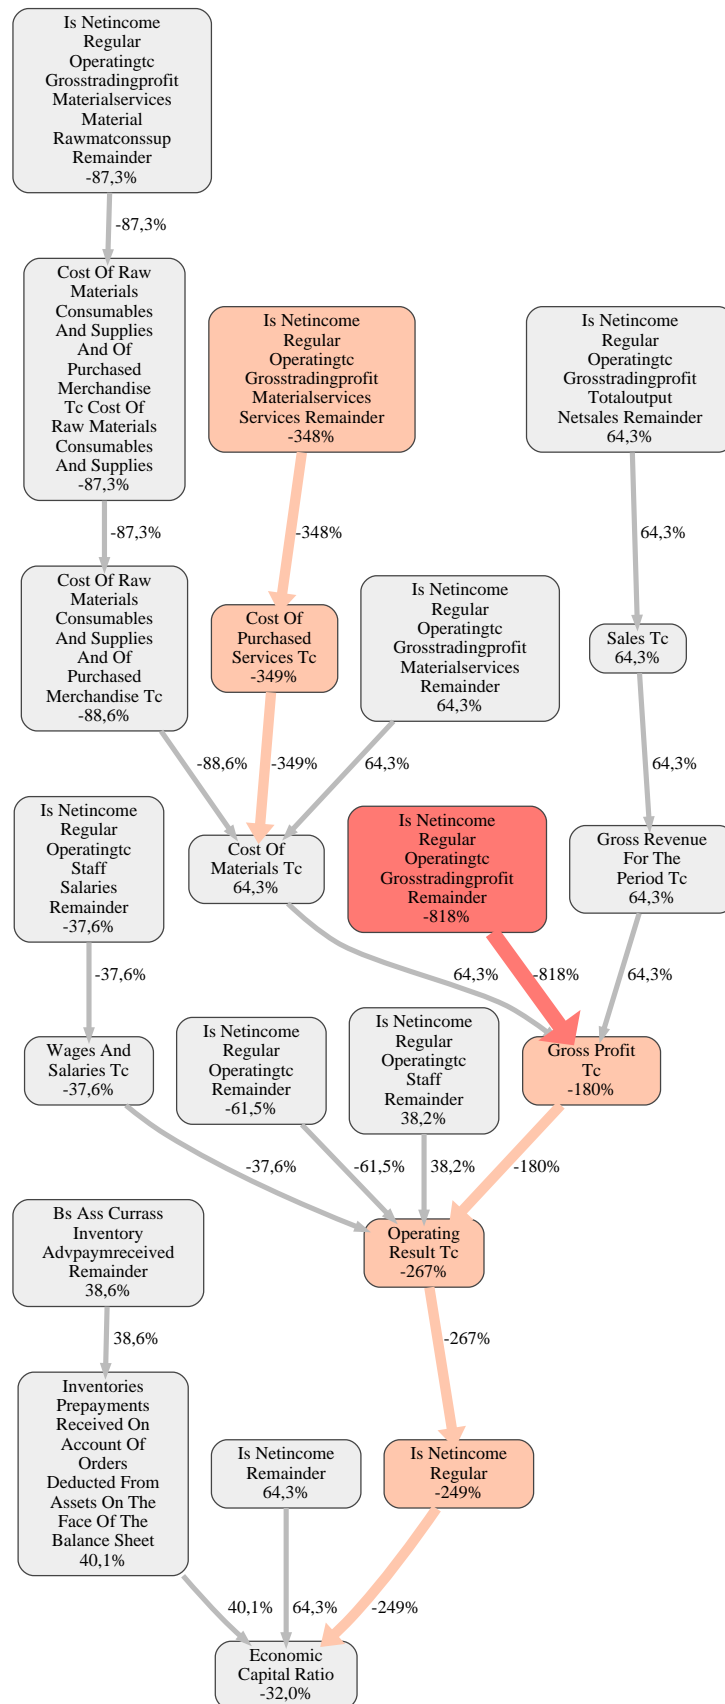 Is Netincome
Regular
Operatingtc
Grosstradingprofit
Materialservices
Material
Rawmatconssup
Remainder
-87,3%
-87,3%
Cost Of Raw
Materials
Consumables
And Supplies
And Of
Purchased
Merchandise
Tc Cost Of
Raw Materials
Consumables
And Supplies
-87,3%
Is Netincome
Regular
Operatingtc
Grosstradingprofit
Materialservices
Services Remainder
-348%
Is Netincome
Regular
Operatingtc
Grosstradingprofit
Totaloutput
Netsales Remainder
64,3%
-87,3%
-348%
64,3%
Cost Of Raw
Materials
Consumables
And Supplies
And Of
Purchased
Merchandise Tc
-88,6%
Cost Of
Purchased
Services Tc
-349%
Is Netincome
Regular
Operatingtc
Grosstradingprofit
Materialservices
Remainder
64,3%
Sales Tc
64,3%
-88,6%
-349%
64,3%
64,3%
Is Netincome
Regular
Operatingtc
Staff
Salaries
Remainder
-37,6%
Cost Of
Materials Tc
64,3%
Is Netincome
Regular
Operatingtc
Grosstradingprofit
Remainder
-818%
Gross Revenue
For The
Period Tc
64,3%
-37,6%
64,3%
-818%
64,3%
Wages And
Salaries Tc
-37,6%
Is Netincome
Regular
Operatingtc
Remainder
-61,5%
Is Netincome
Regular
Operatingtc
Staff
Remainder
38,2%
Gross Profit
Tc
-180%
-37,6%
-61,5%
38,2%
-180%
Bs Ass Currass
Inventory
Advpaymreceived
Remainder
38,6%
Operating
Result Tc
-267%
38,6%
-267%
Inventories
Prepayments
Received On
Account Of
Orders
Deducted From
Assets On The
Face Of The
Balance Sheet
40,1%
Is Netincome
Remainder
64,3%
Is Netincome
Regular
-249%
40,1%
64,3%
-249%
Economic
Capital Ratio
-32,0%